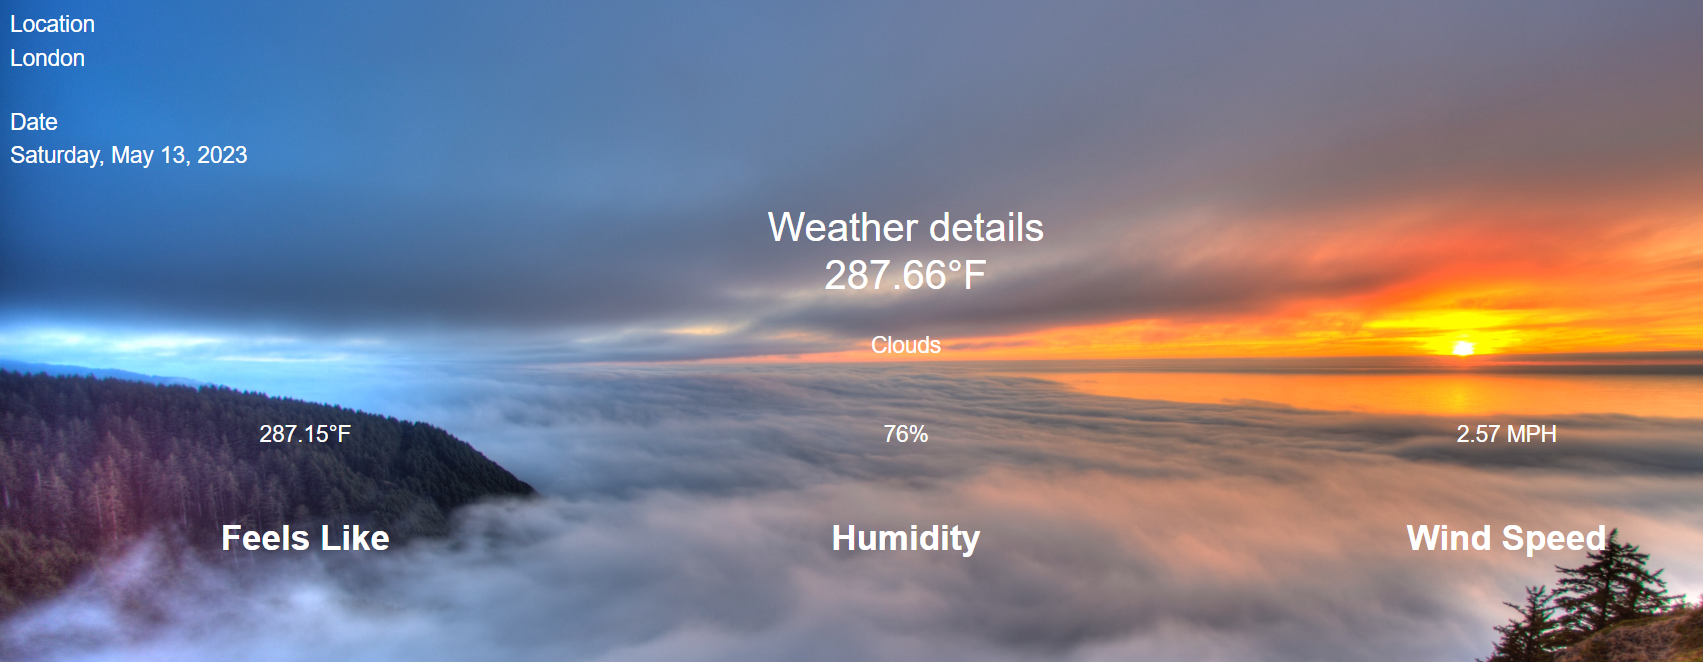 Location
London
Date
Saturday, May 13, 2023
Weather details
287.66°F
Clouds
287.15°F
76%
2.57 MPH
Feels Like
Humidity
Wind Speed